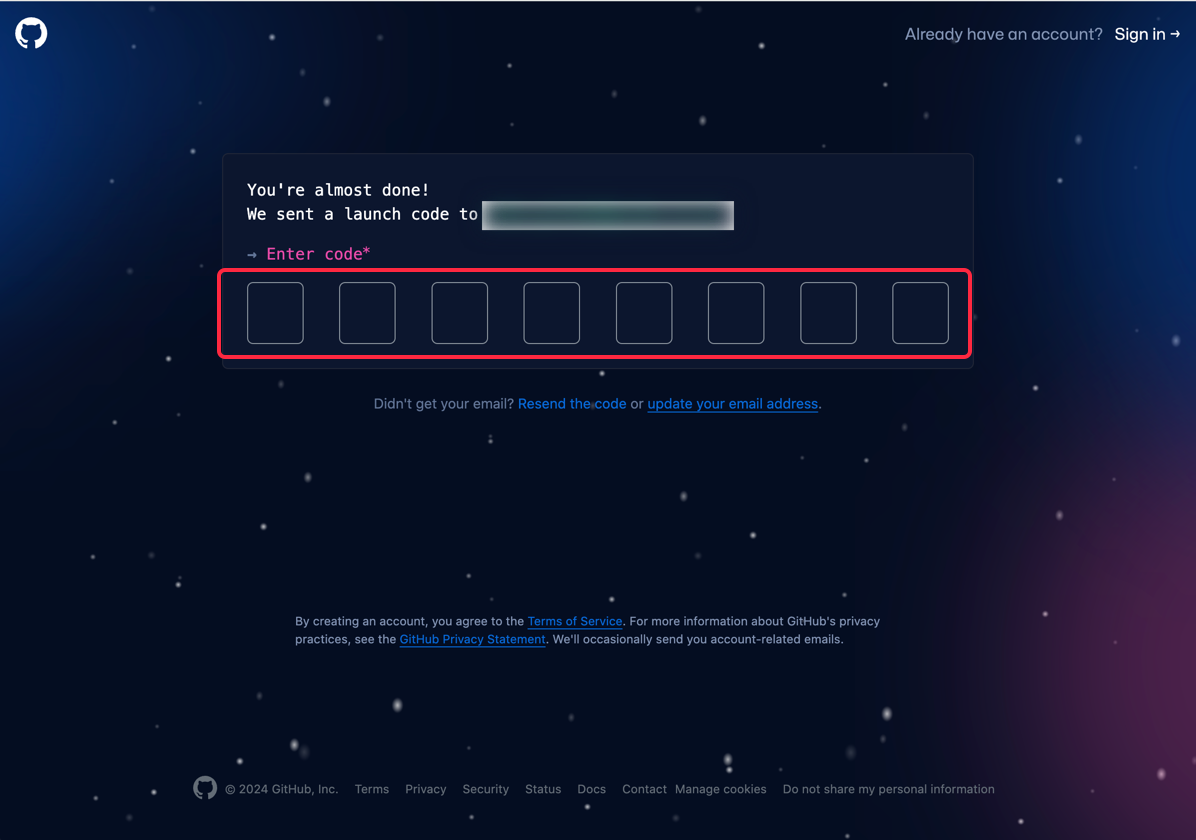 Already have an account? Sign in →
You're almost done!
We sent a launch code to
→ Enter code*
Didn't get your email? Resend the code or update your email address.
By creating an account, you agree to the Terms of Service. For more information about GitHub's privacy
practices, see the GitHub Privacy Statement. We'll occasionally send you account-related emails.
© 2024 GitHub, Inc. Terms Privacy Security Status Docs Contact Manage cookies Do not share my personal information